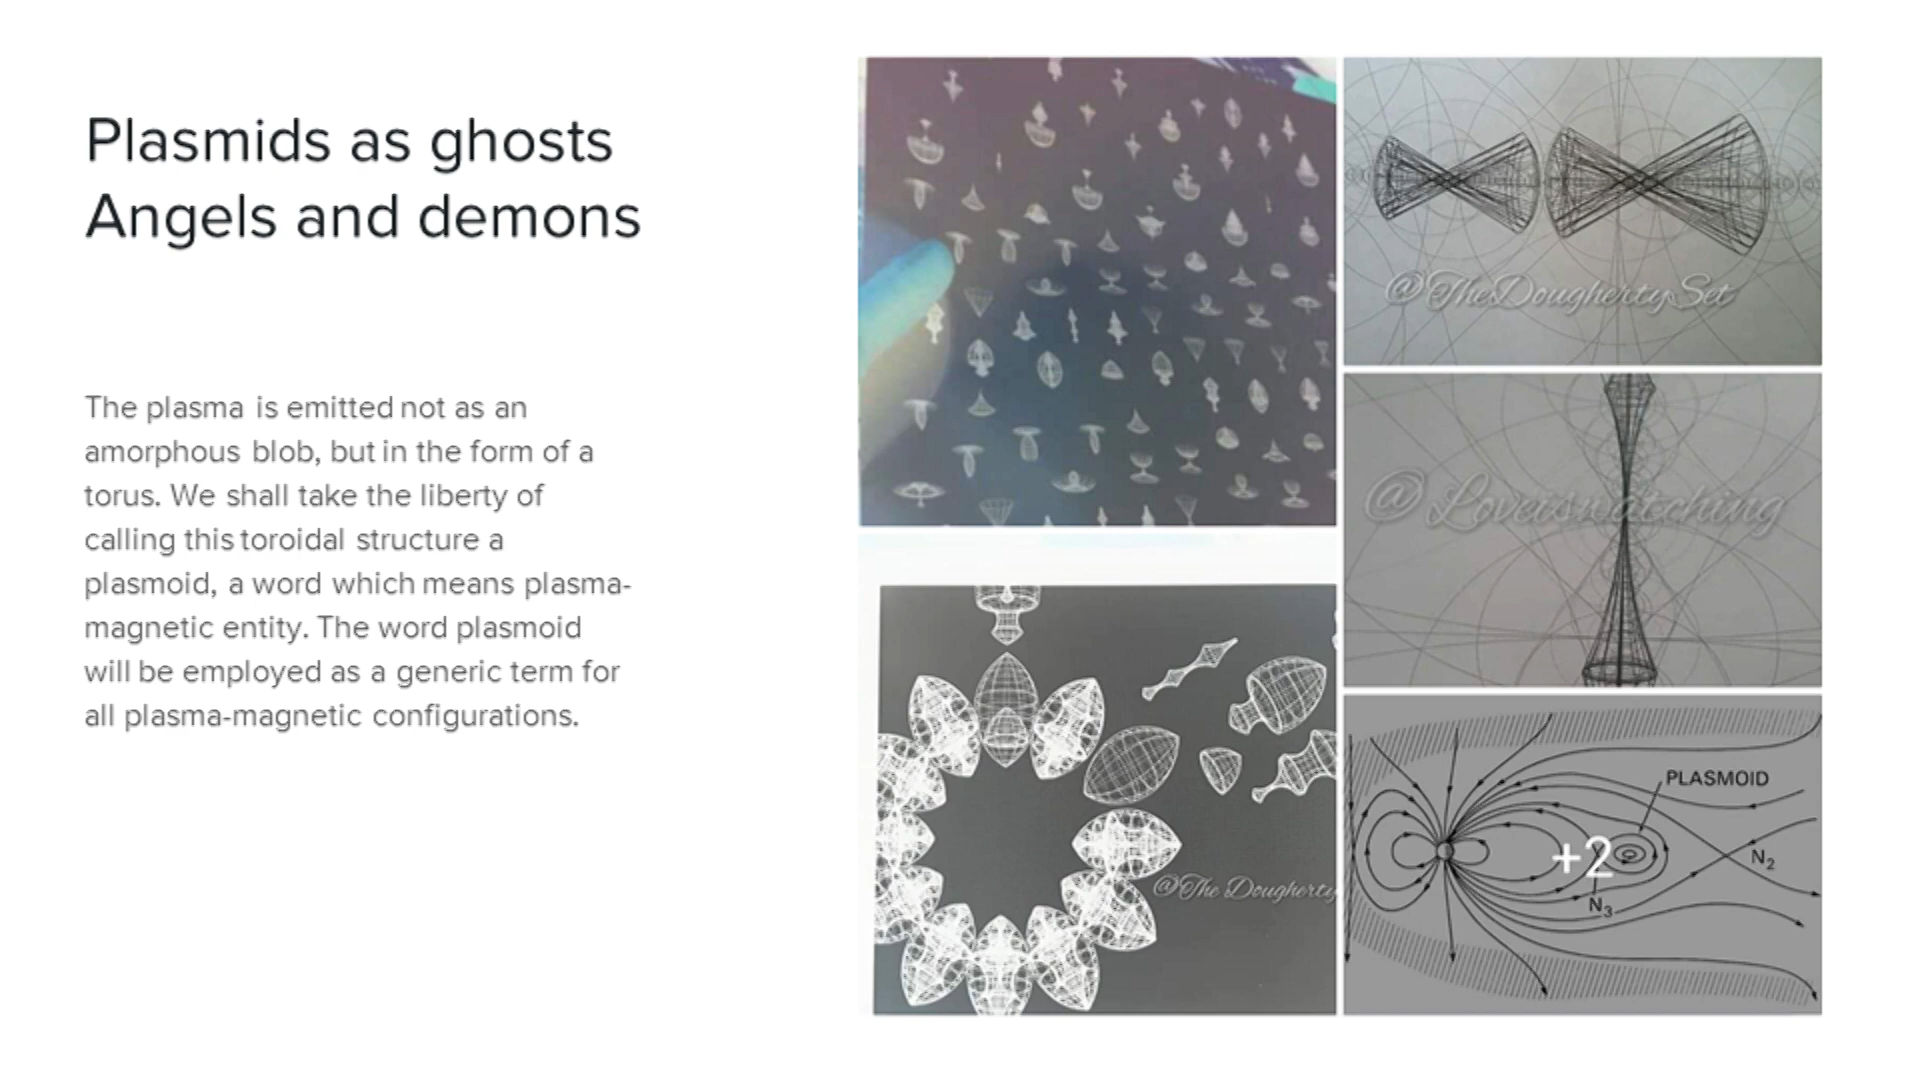 Plasmids as ghosts
Angels and demons
The plasma is emitted not as an
amorphous blob, but in the form of a
torus. We shall take the liberty of
calling this toroidal structure a
plasmoid, a word which means plasma-
magnetic entity. The word plasmoid
will be employed as a generic term for
all plasma-magnetic configurations.
@TheDoughertySet
@Loveiswatching
@The Dougherty
PLASMOID
+2
N2
N3